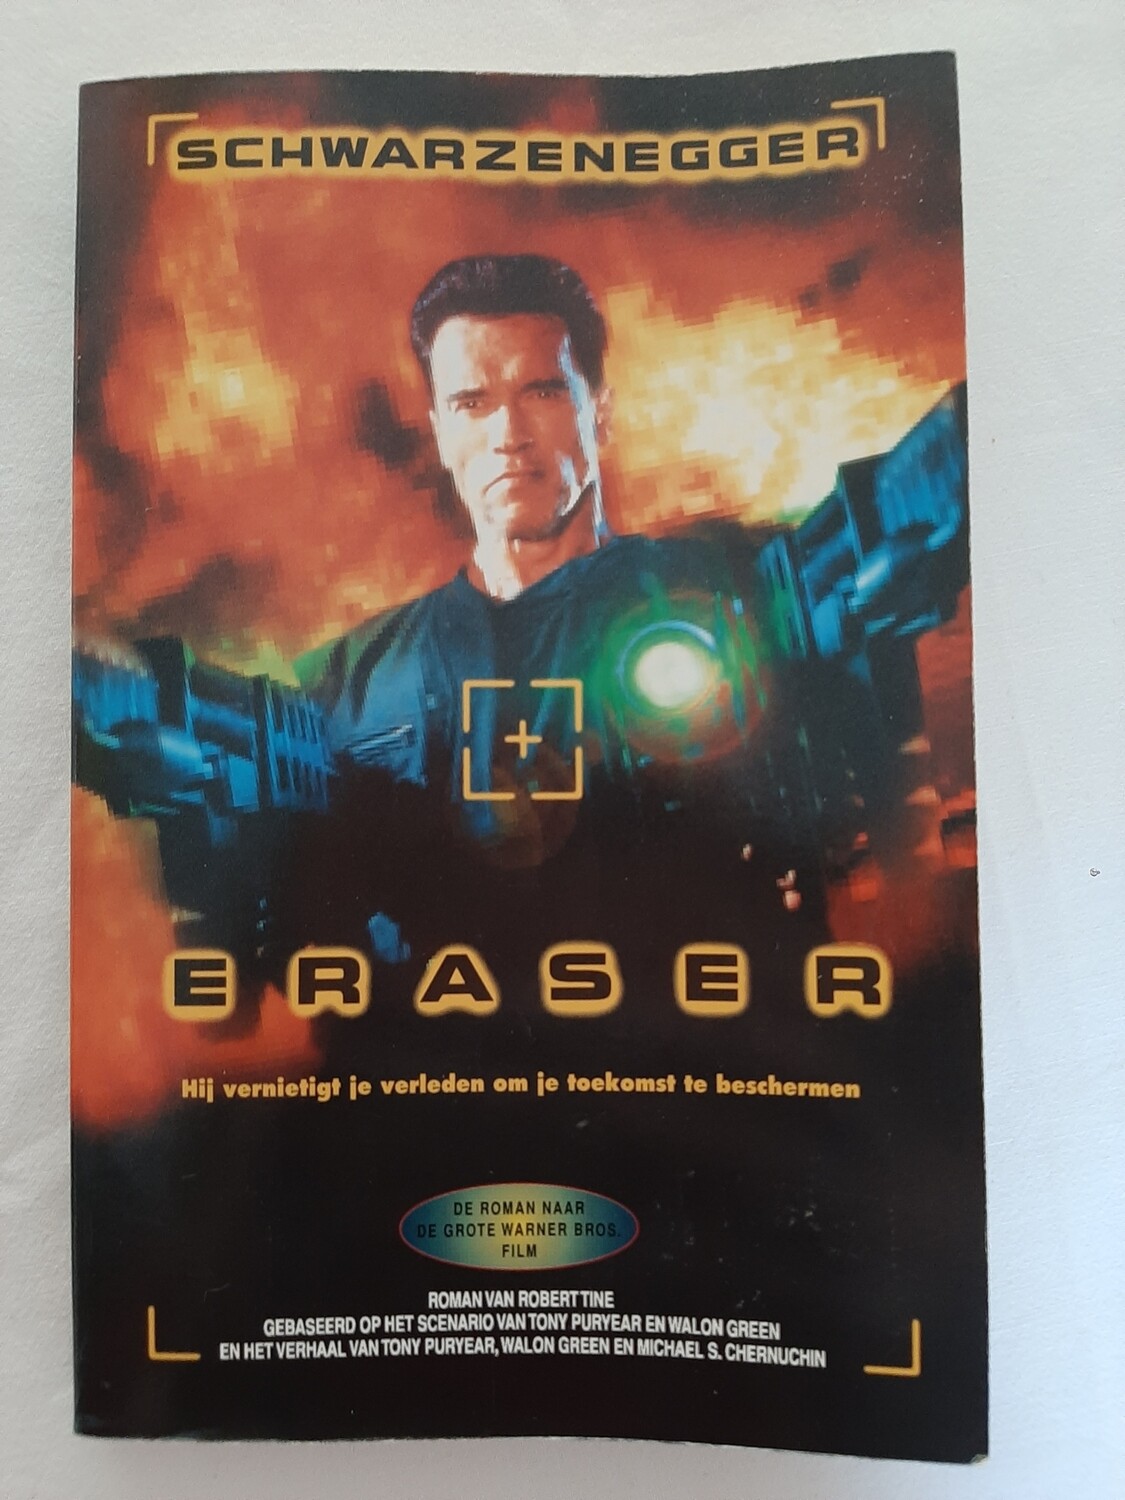 SCHWARZENEGGER
ERASER
Hij vernietigt je verleden om je toekomst te beschermen
DE ROMAN NAAR
DE GROTE WARNER BROS.
FILM
ROMAN VAN ROBERT TINE
GEBASEERD OP HET SCENARIO VAN TONY PURYEAR EN WALON GREEN
EN HET VERHAAL VAN TONY PURYEAR, WALON GREEN EN MICHAEL S. CHERNUCHIN